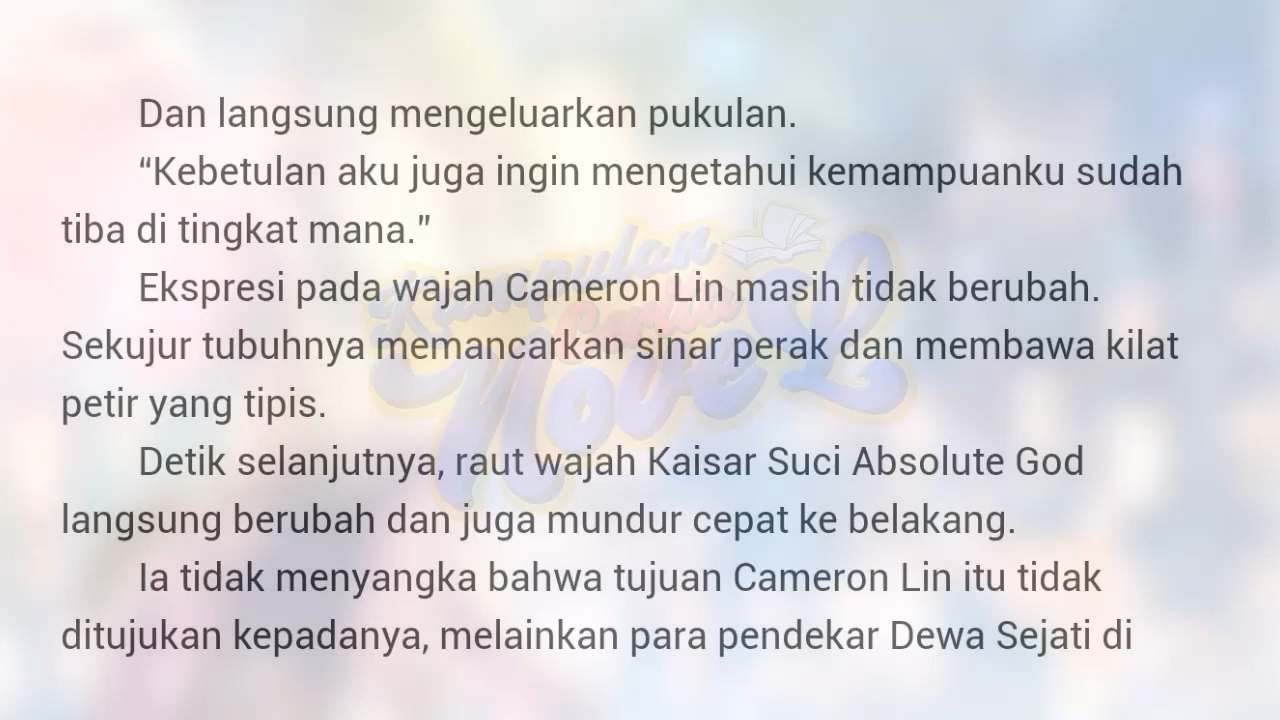 Dan langsung mengeluarkan pukulan.
“Kebetulan aku juga ingin mengetahui kemampuanku sudah
tiba di tingkat mana.”
Ekspresi pada wajah Cameron Lin masih tidak berubah.
Sekujur tubuhnya memancarkan sinar perak dan membawa kilat
petir yang tipis.
Detik selanjutnya, raut wajah Kaisar Suci Absolute God
langsung berubah dan juga mundur cepat ke belakang.
Ia tidak menyangka bahwa tujuan Cameron Lin itu tidak
ditujukan kepadanya, melainkan para pendekar Dewa Sejati di
Kumpulan
Cerita
Novel